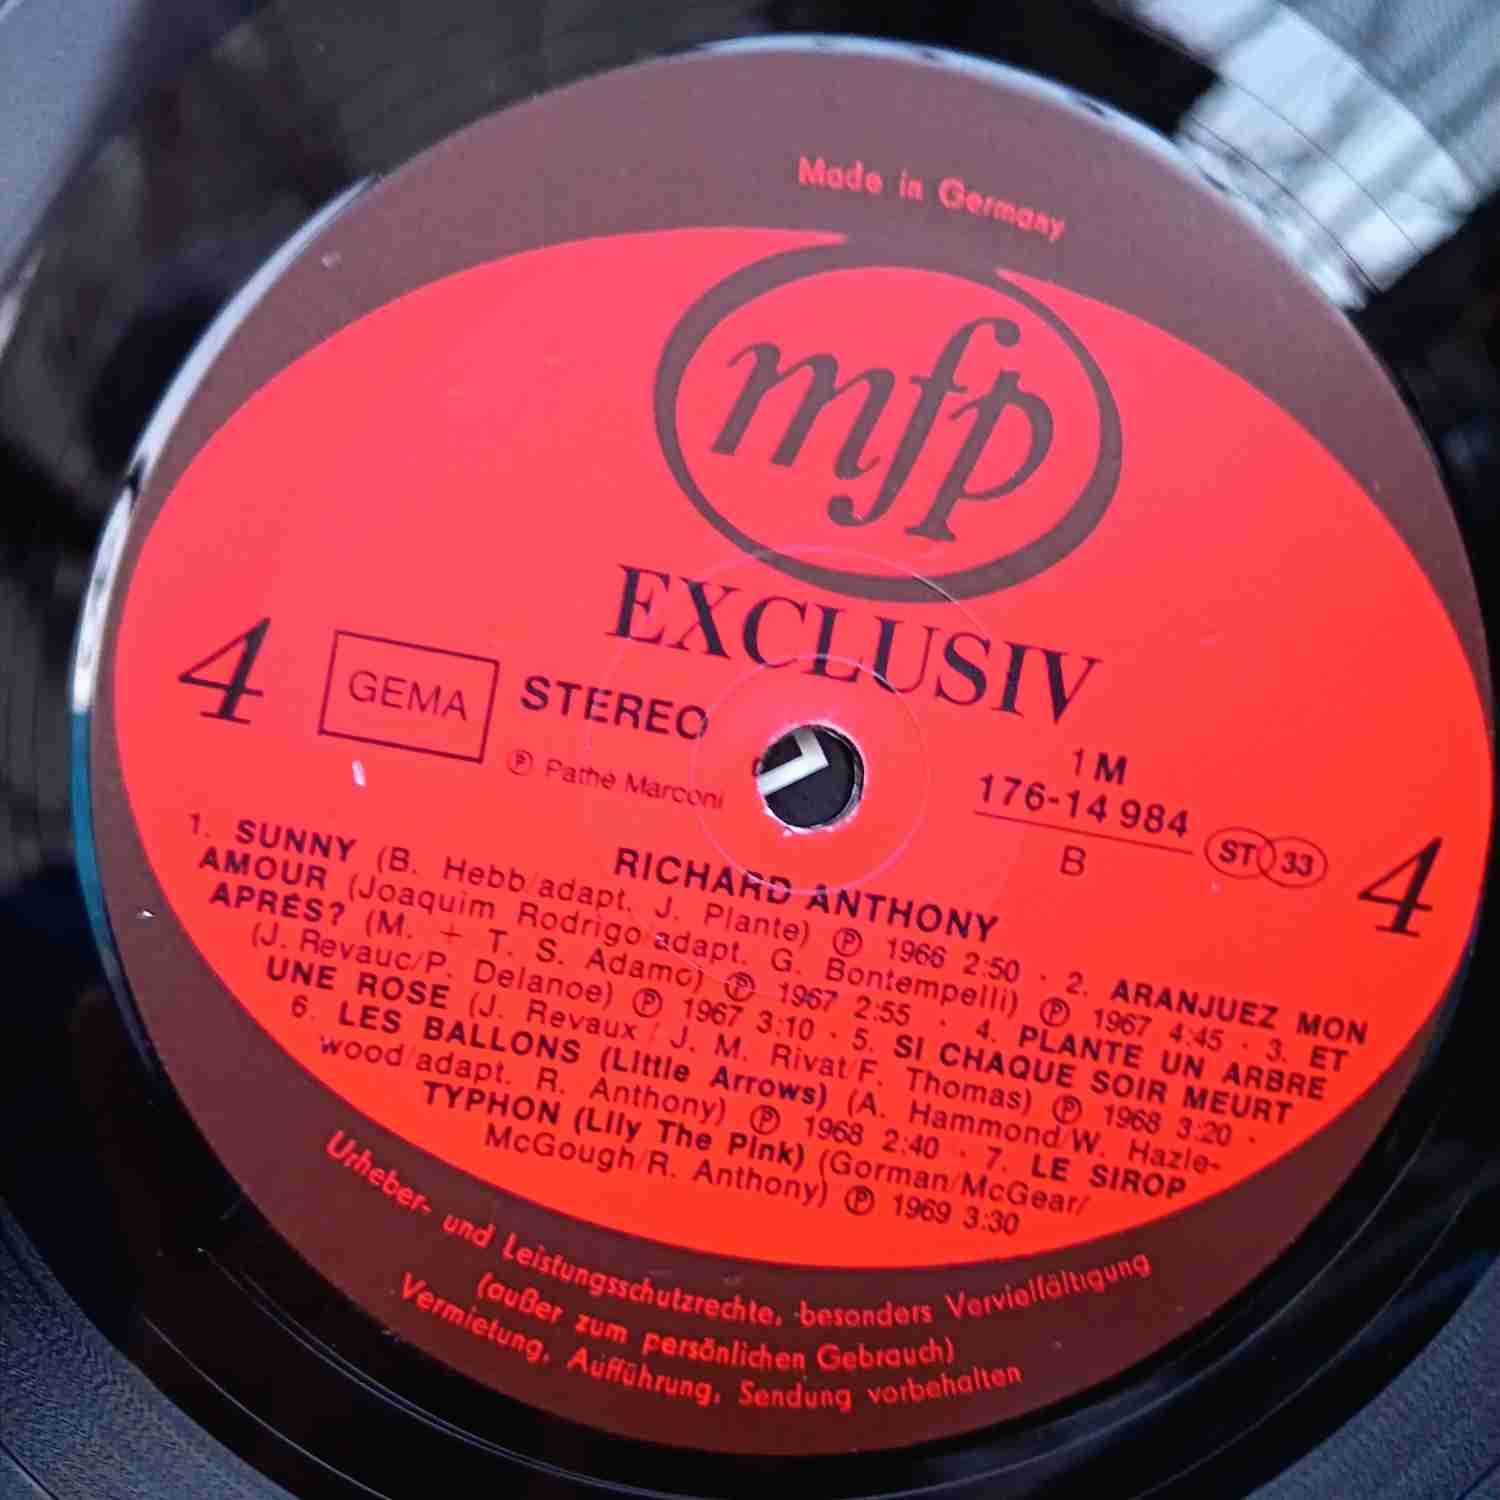 Made in Germany
mfp
EXCLUSIV
4
GEMA
STEREO
Ⓟ Pathé Marconi
1 M
176-14 984
B
ST 33
4
RICHARD ANTHONY
1. SUNNY (B. Hebb/adapt. J. Plante) Ⓟ 1966 2:50 · 2. ARANJUEZ MON
AMOUR (Joaquim Rodrigo/adapt. G. Bontempelli) Ⓟ 1967 4:45 · 3. ET
APRÉS? (M. + T. S. Adamo) Ⓟ 1967 2:55 · 4. PLANTE UN ARBRE
(J. Revauc/P. Delanoe) Ⓟ 1967 3:10 · 5. SI CHAQUE SOIR MEURT
UNE ROSE (J. Revaux/J. M. Rivat/F. Thomas) Ⓟ 1968 3:20 ·
6. LES BALLONS (Little Arrows) (A. Hammond/W. Hazle-
wood/adapt. R. Anthony) Ⓟ 1968 2:40 · 7. LE SIROP
TYPHON (Lily The Pink) (Gorman/McGear/
McGough/R. Anthony) Ⓟ 1969 3:30
Urheber- und Leistungsschutzrechte, besonders Vervielfältigung
(außer zum persönlichen Gebrauch)
Vermietung, Aufführung, Sendung vorbehalten